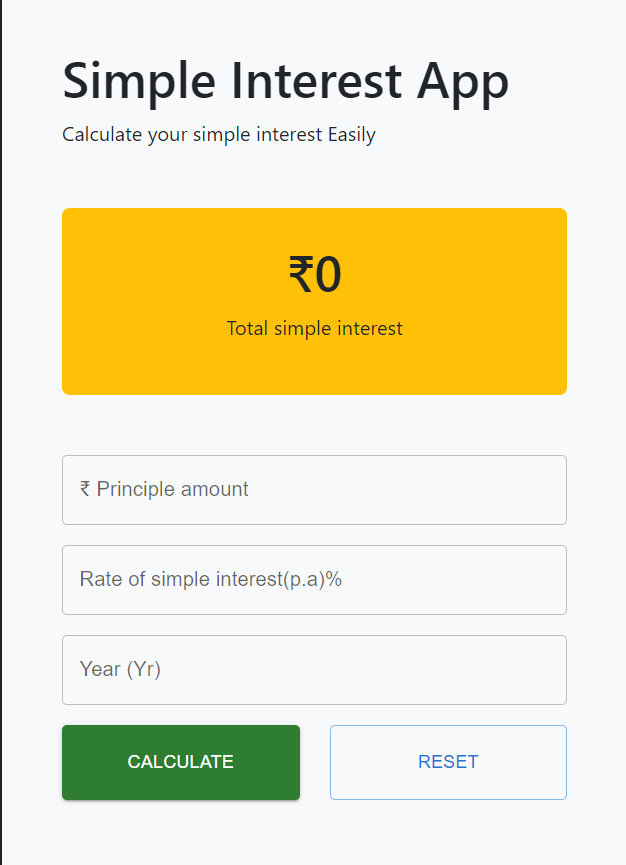 Simple Interest App
Calculate your simple interest Easily
₹0
Total simple interest
₹ Principle amount
Rate of simple interest(p.a)%
Year (Yr)
CALCULATE
RESET